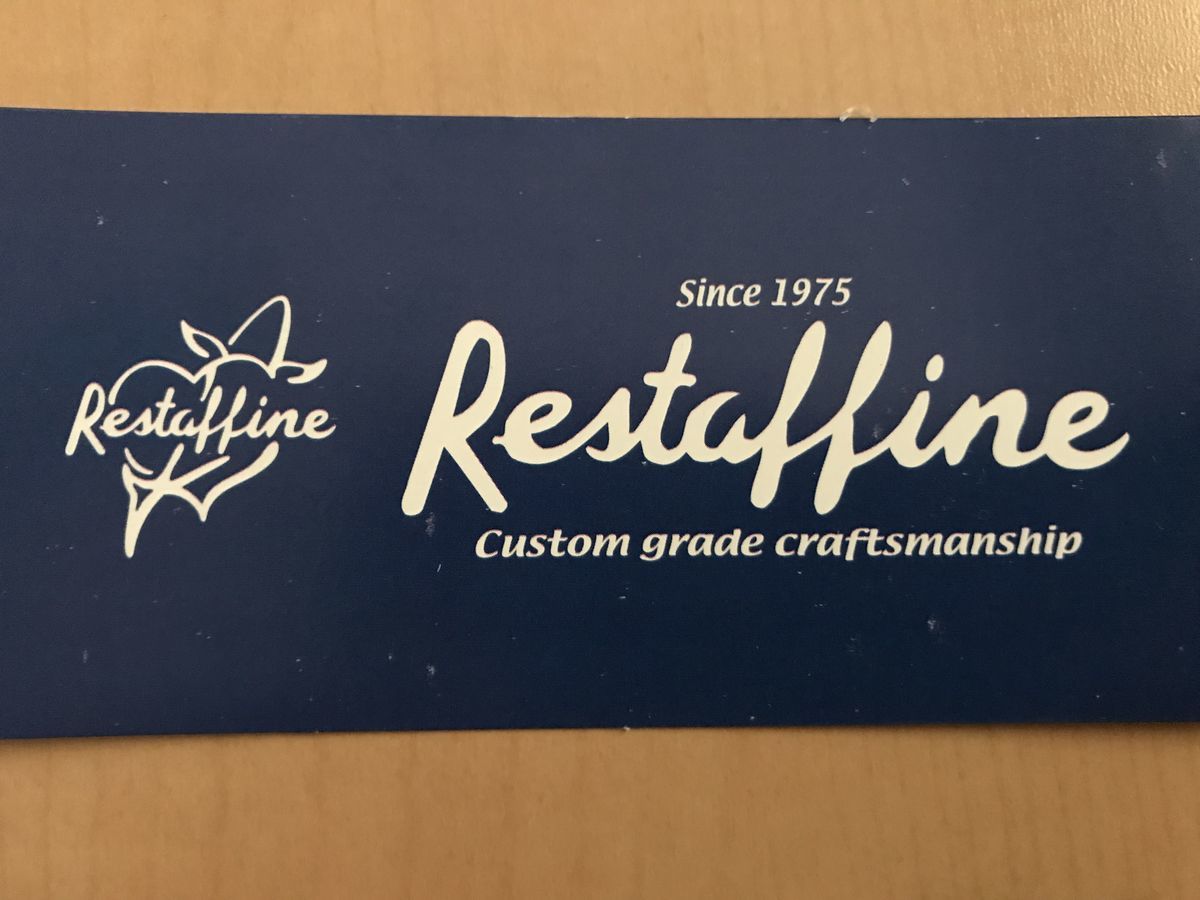 Restaffine
Since 1975
Restaffine
Custom grade craftsmanship